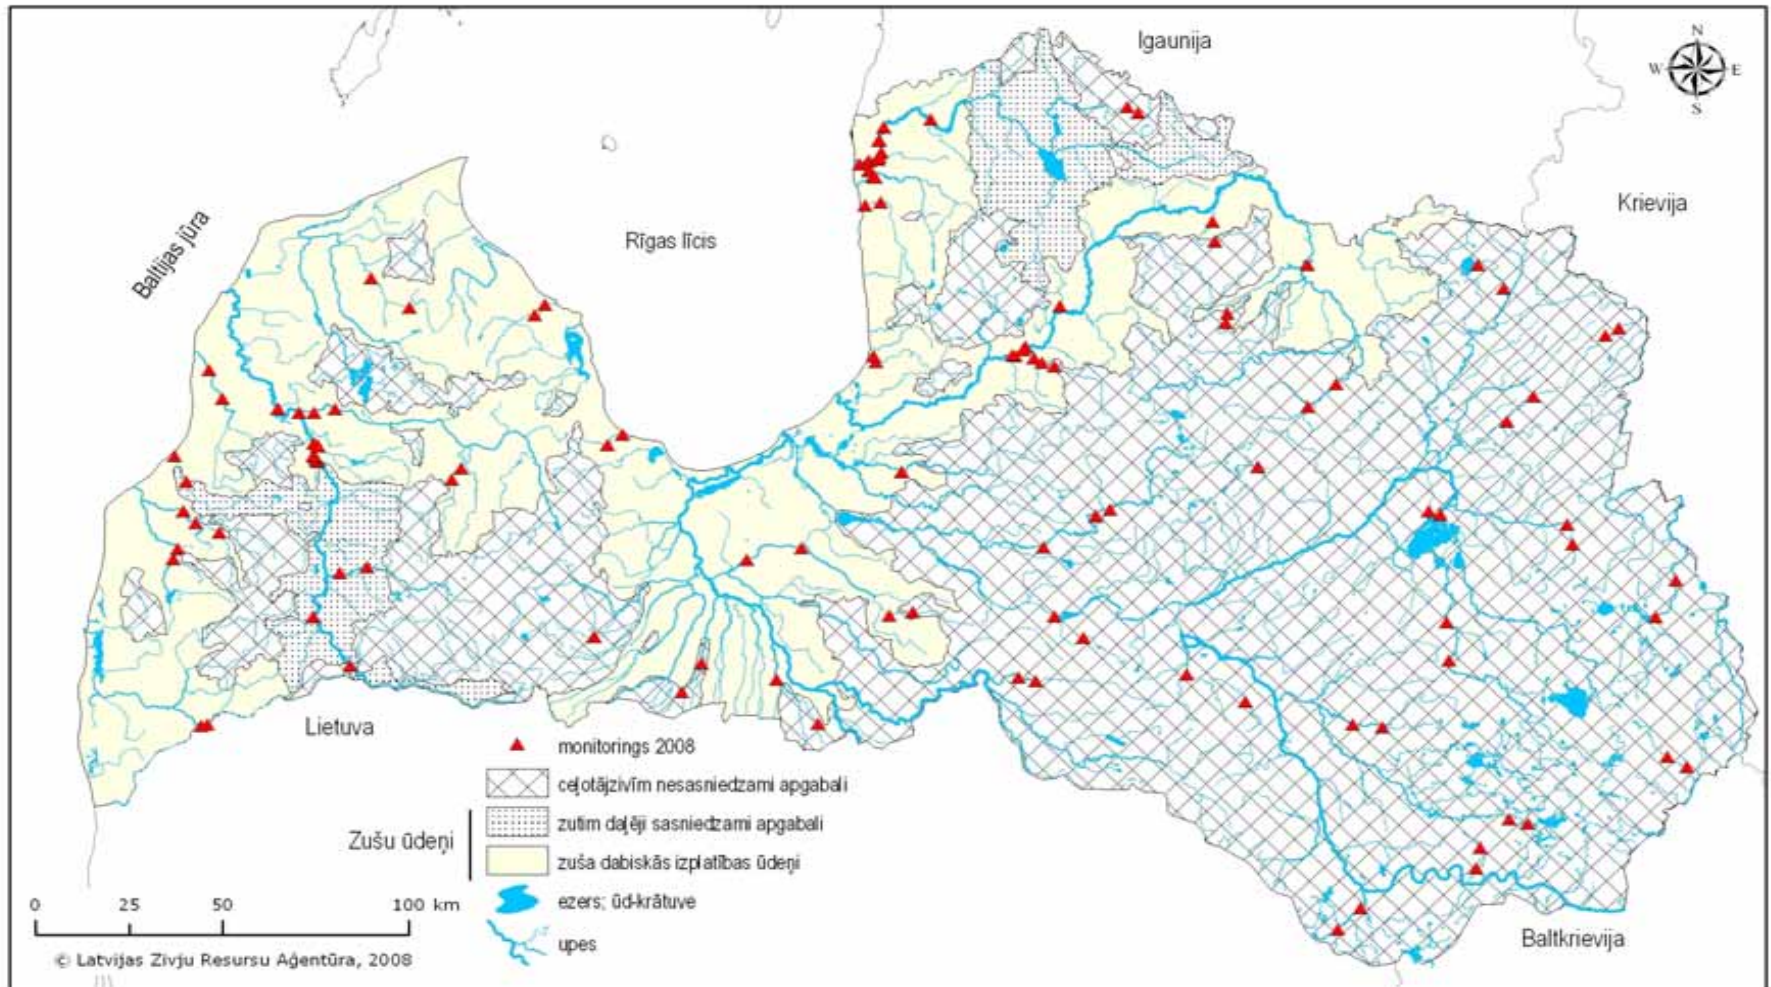 Igaunija
N
W
E
S
Krievija
Baltijas jūra
Rīgas līcis
Lietuva
monitorings 2008
ceļotājzivīm nesasniedzami apgabali
zutim daļēji sasniedzami apgabali
Zušu ūdeņi
zuša dabiskās izplatības ūdeņi
ezers; ūd-krātuve
0 25 50 100 km
upes
Baltkrievija
© Latvijas Zivju Resursu Aģentūra, 2008